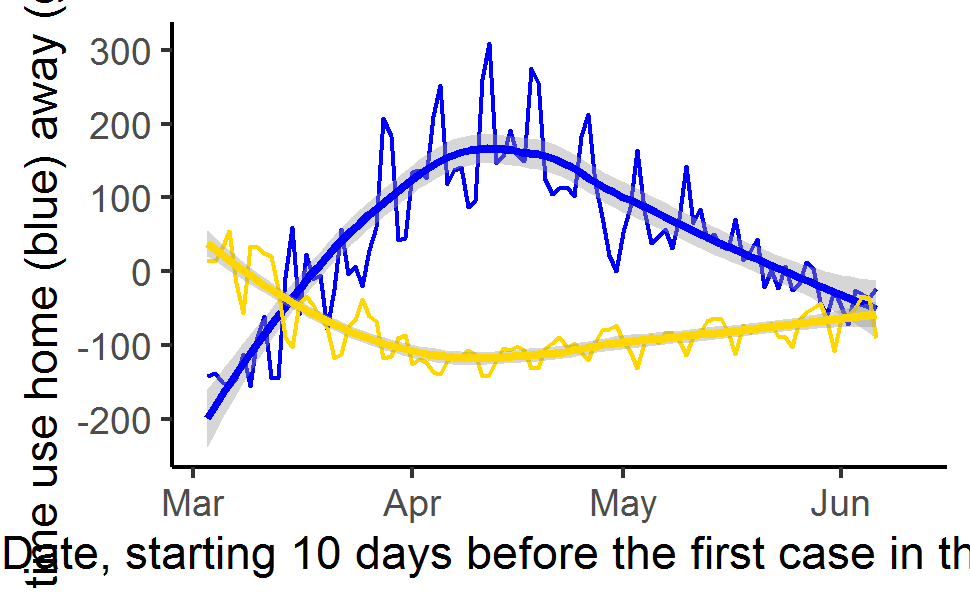 time use home (blue) away (g
300
200
100
0
-100
-200
Mar Apr May Jun
Date, starting 10 days before the first case in th